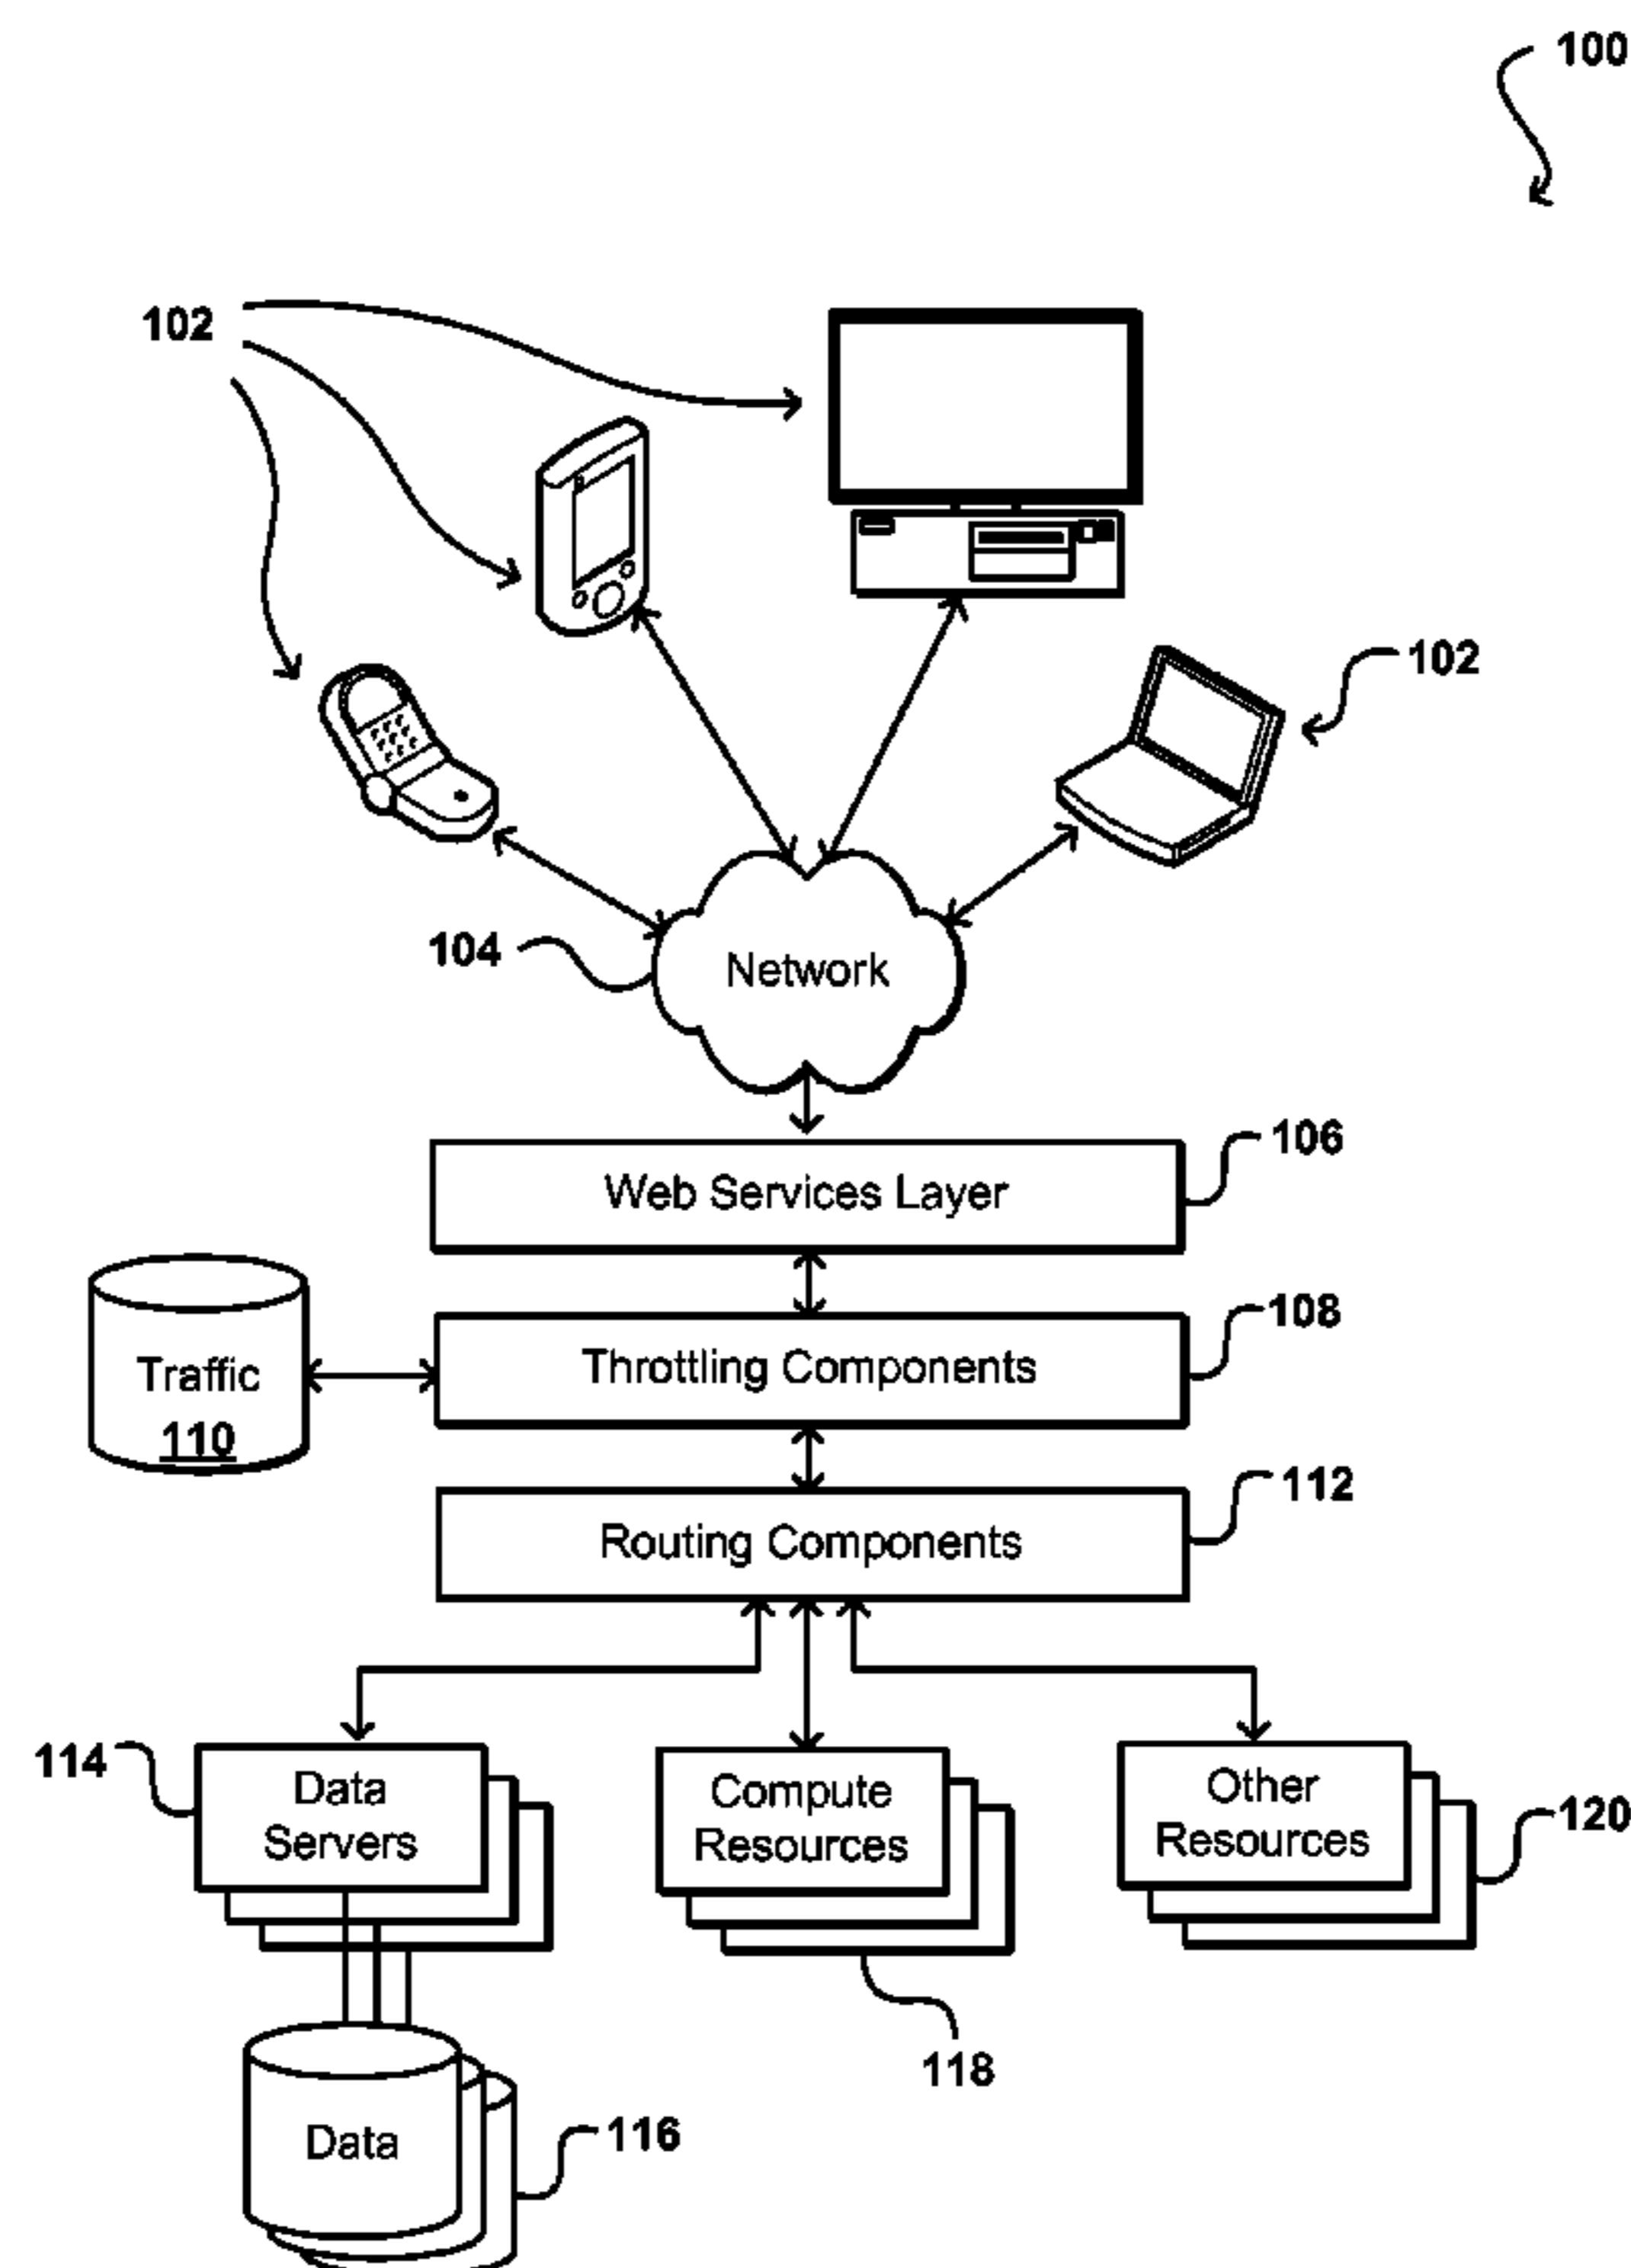 100
102
102
104
Network
106
Web Services Layer
108
Throttling Components
Traffic
110
112
Routing Components
114
Data
Servers
Compute
Resources
Other
Resources
120
118
Data
116